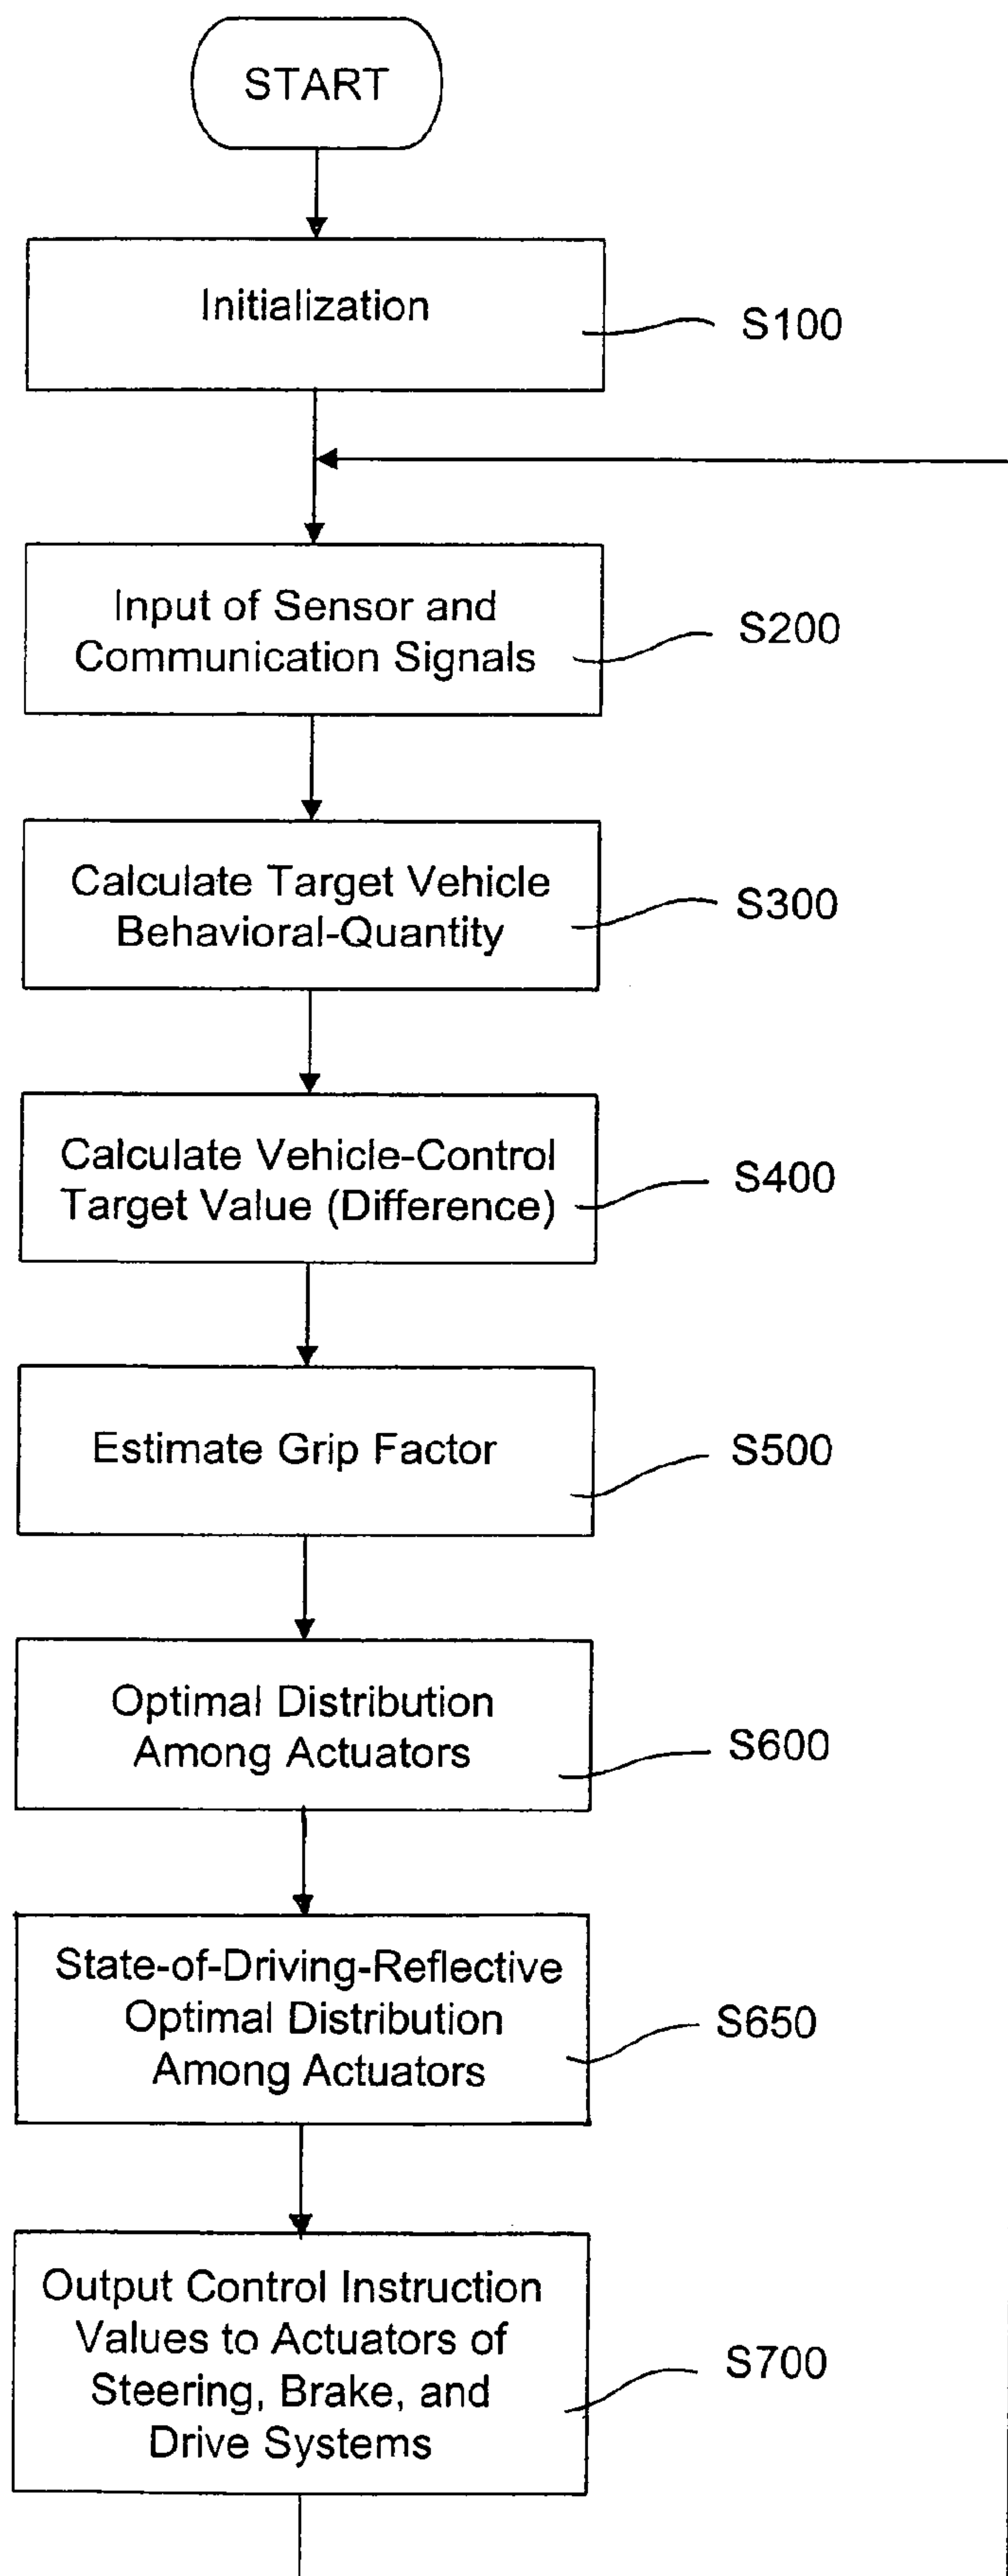 START
Initialization
S100
Input of Sensor and
Communication Signals
S200
Calculate Target Vehicle
Behavioral-Quantity
S300
Calculate Vehicle-Control
Target Value (Difference)
S400
Estimate Grip Factor
S500
Optimal Distribution
Among Actuators
S600
State-of-Driving-Reflective
Optimal Distribution
Among Actuators
S650
Output Control Instruction
Values to Actuators of
Steering, Brake, and
Drive Systems
S700